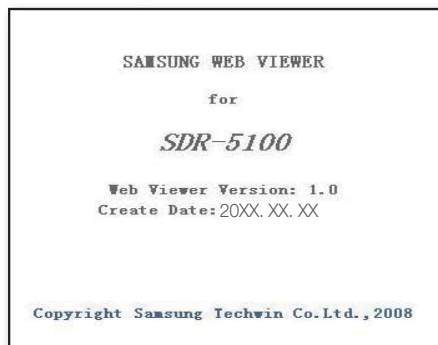 SAMSUNG WEB VIEWER
for
SDR-5100
Web Viewer Version: 1.0
Create Date: 20XX. XX. XX
Copyright Samsung Techwin Co.Ltd.,2008